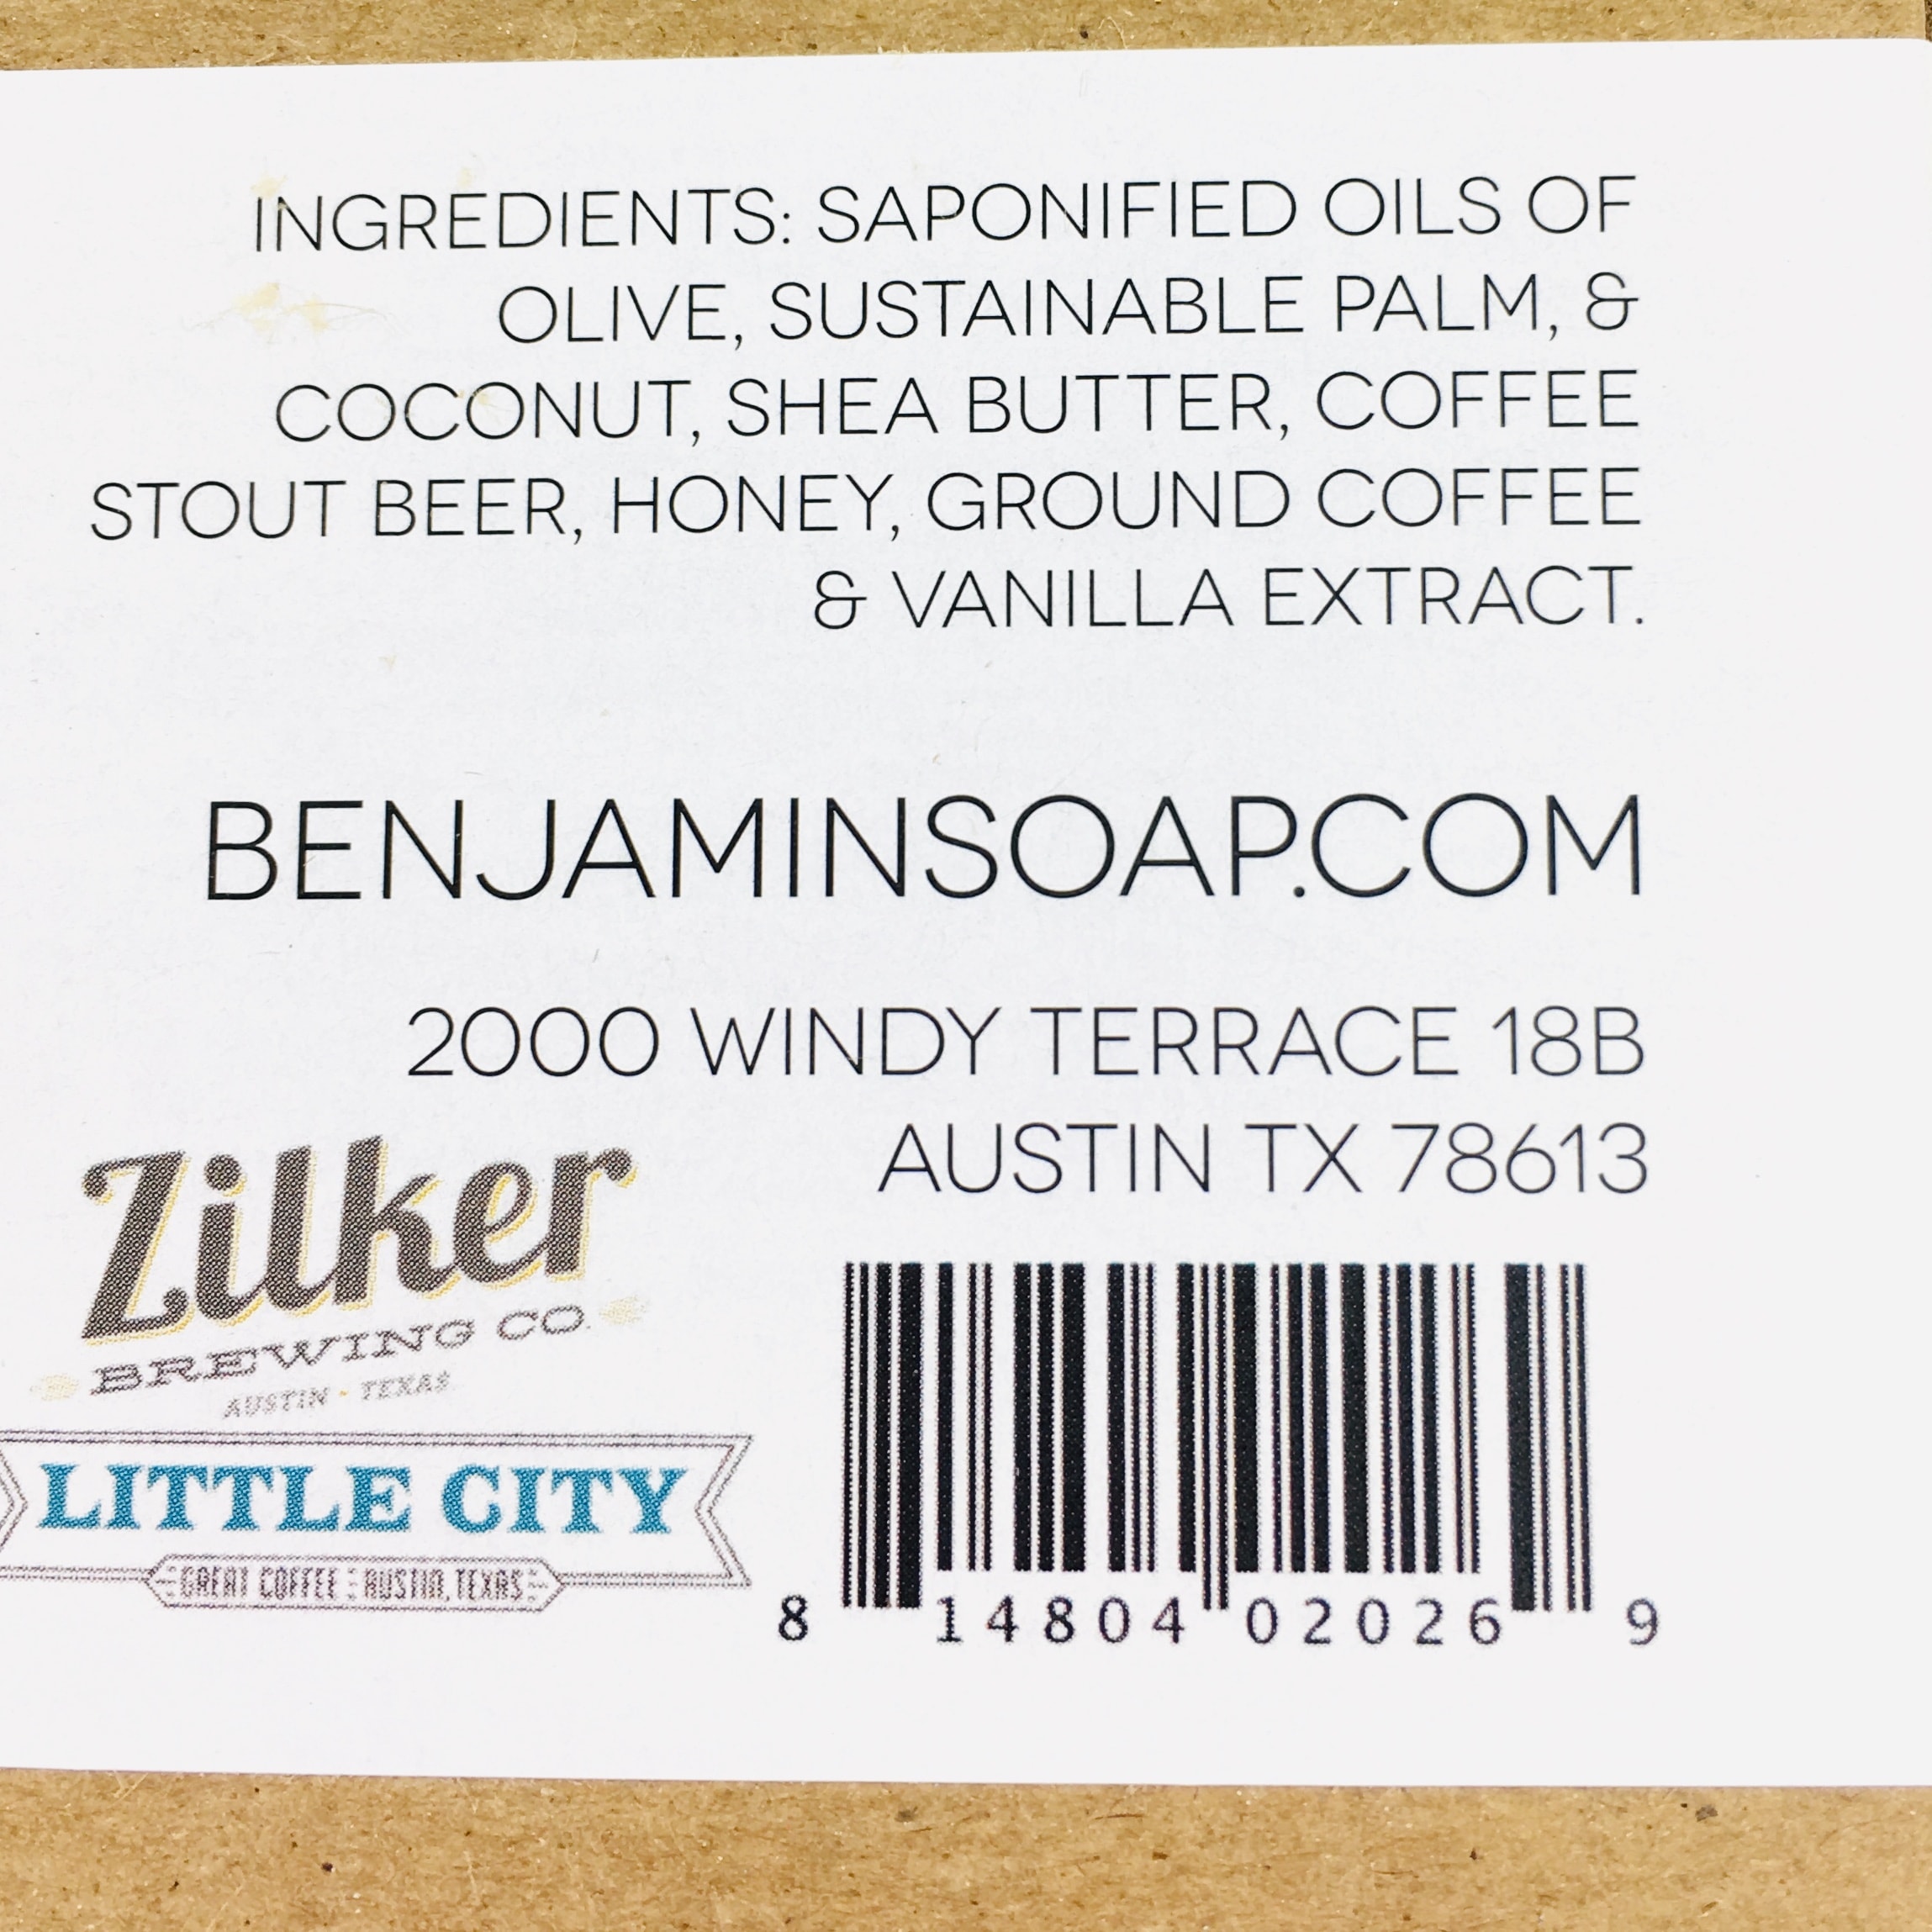 INGREDIENTS: SAPONIFIED OILS OF
OLIVE, SUSTAINABLE PALM, &
COCONUT, SHEA BUTTER, COFFEE
STOUT BEER, HONEY, GROUND COFFEE
& VANILLA EXTRACT.
BENJAMINSOAP.COM
2000 WINDY TERRACE 18B
AUSTIN TX 78613
Zilker
BREWING CO.
AUSTIN - TEXAS
LITTLE CITY
GREAT COFFEE : AUSTIN, TEXAS
8 14804 02026 9